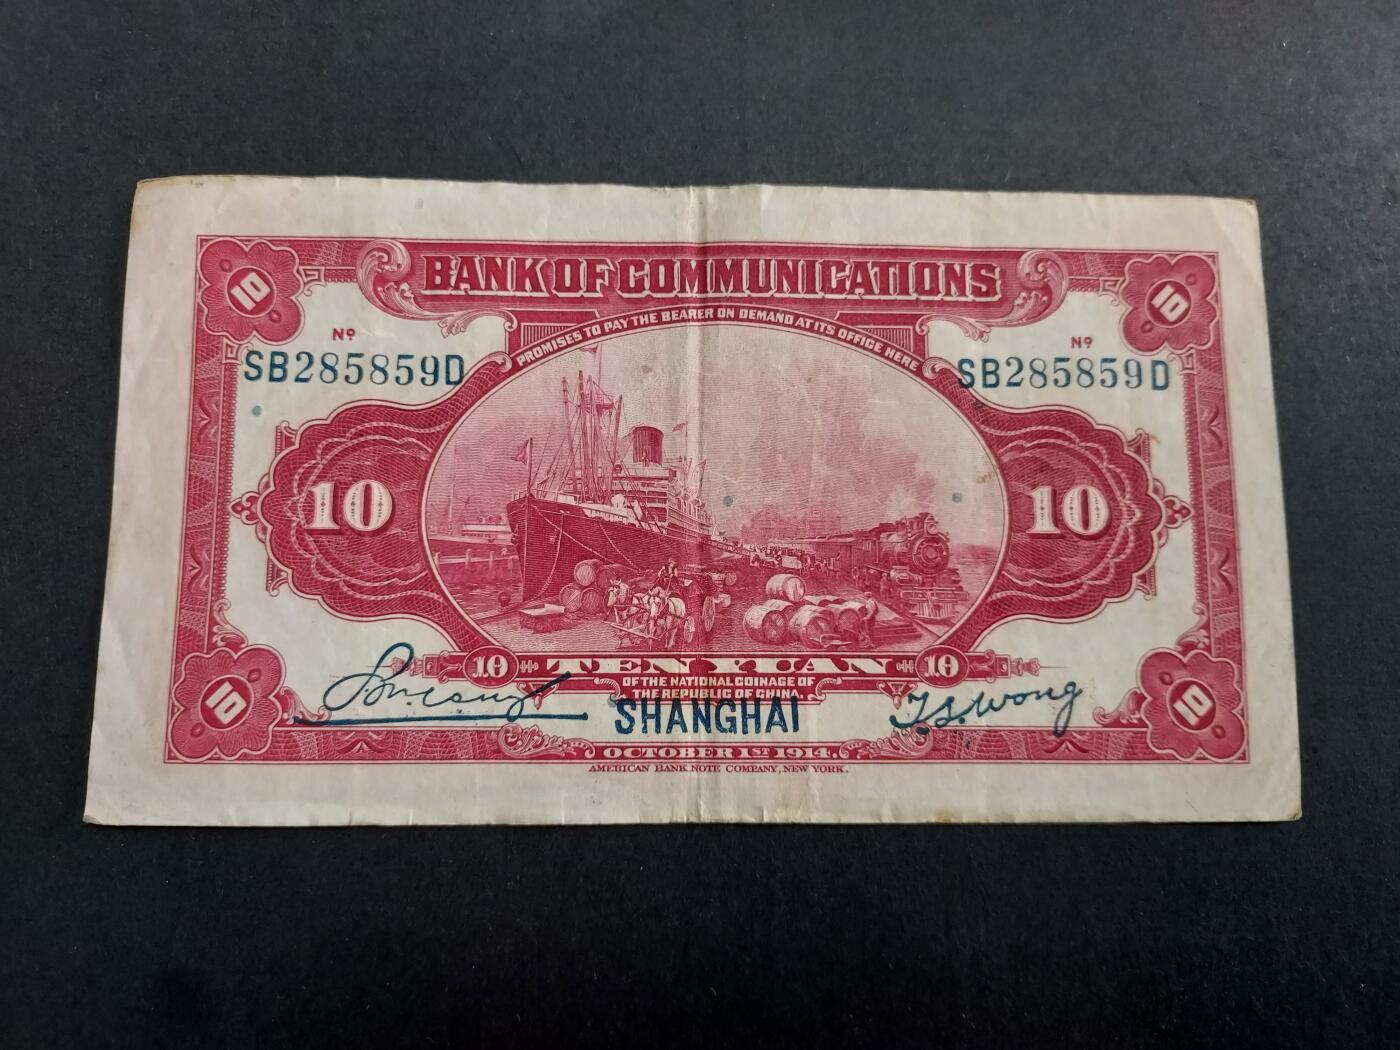 10 BANK OF COMMUNICATIONS 10
PROMISES TO PAY THE BEARER ON DEMAND AT ITS OFFICE HERE
Nº Nº
SB285859D SB285859D
10 10
10 TEN YUAN 10
OF THE NATIONAL COINAGE OF
THE REPUBLIC OF CHINA.
10 SHANGHAI T.S. Wong 10
OCTOBER 1ST 1914.
AMERICAN BANK NOTE COMPANY, NEW YORK.